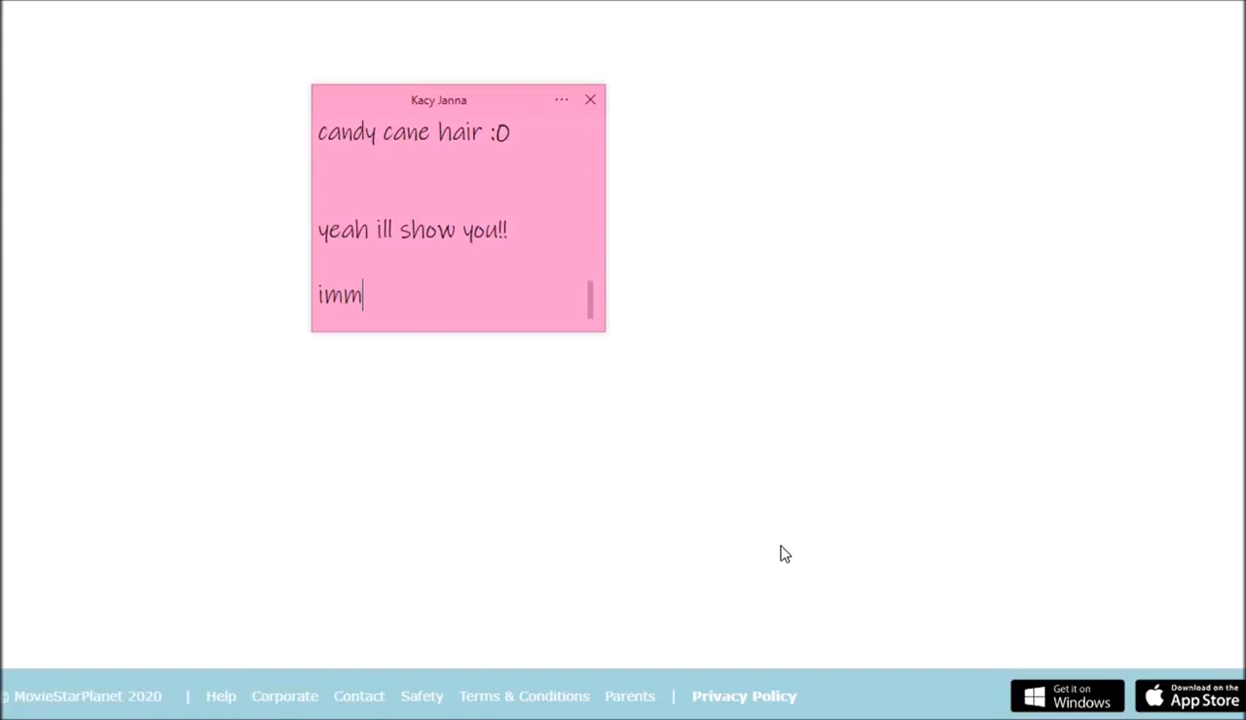 Kacy Janna
candy cane hair :O
yeah ill show you!!
imm
MovieStarPlanet 2020 | Help Corporate Contact Safety Terms & Conditions Parents | Privacy Policy
Get it on
Windows
Download on the
App Store